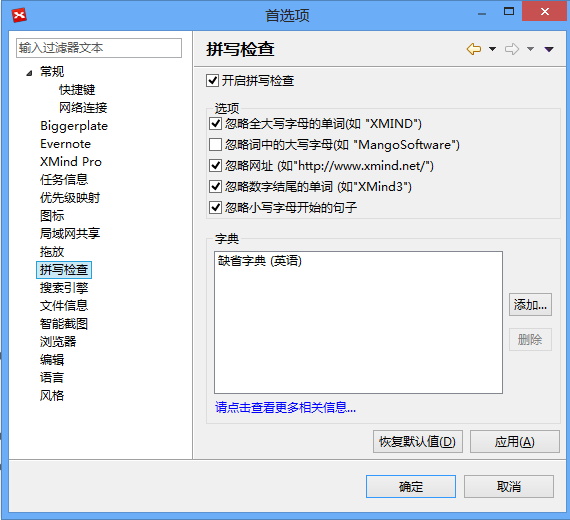 首选项
输入过滤器文本
常规
快捷键
网络连接
Biggerplate
Evernote
XMind Pro
任务信息
优先级映射
图标
局域网共享
拖放
拼写检查
搜索引擎
文件信息
智能截图
浏览器
编辑
语言
风格
拼写检查
开启拼写检查
选项
忽略全大写字母的单词(如 "XMIND")
忽略词中的大写字母(如 "MangoSoftware")
忽略网址 (如"http://www.xmind.net/")
忽略数字结尾的单词 (如"XMind3")
忽略小写字母开始的句子
字典
缺省字典 (英语)
添加...
删除
请点击查看更多相关信息...
恢复默认值(D)
应用(A)
确定
取消